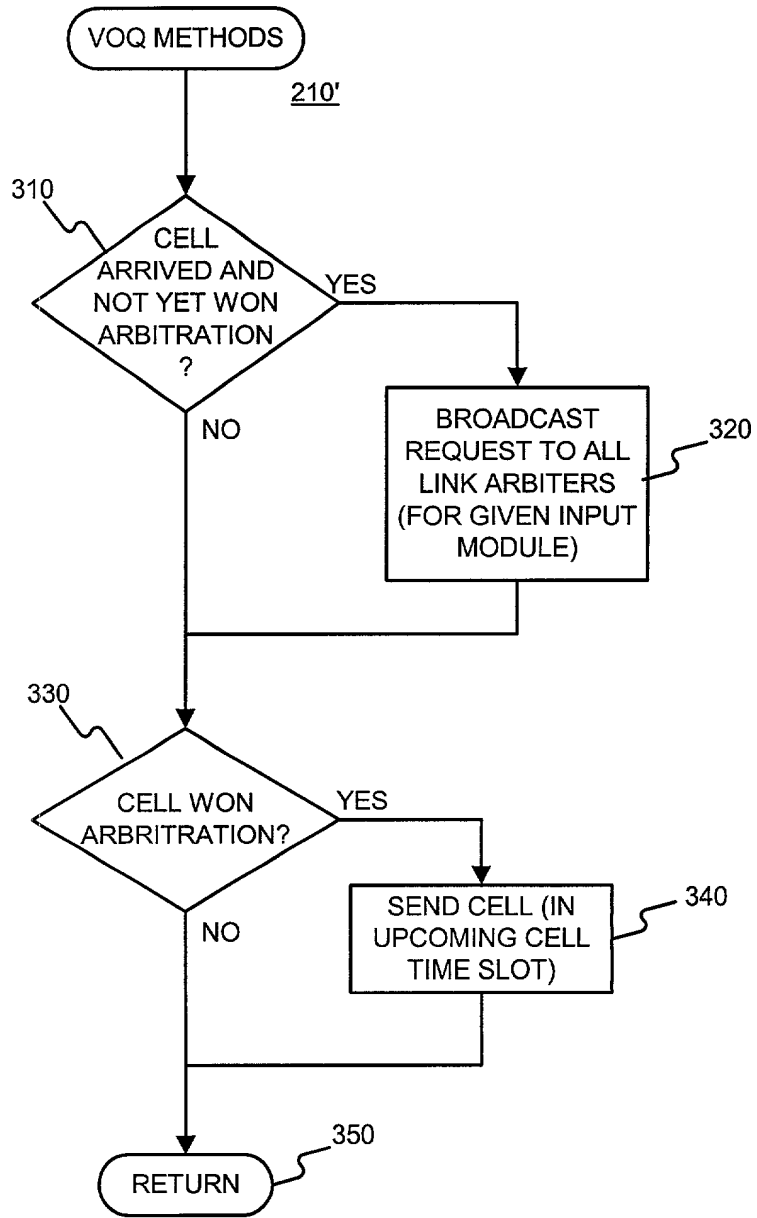 VOQ METHODS
210'
310
CELL
ARRIVED AND
NOT YET WON
ARBITRATION
?
YES
NO
BROADCAST
REQUEST TO ALL
LINK ARBITERS
(FOR GIVEN INPUT
MODULE)
320
330
CELL WON
ARBRITRATION?
YES
NO
SEND CELL (IN
UPCOMING CELL
TIME SLOT)
340
RETURN
350